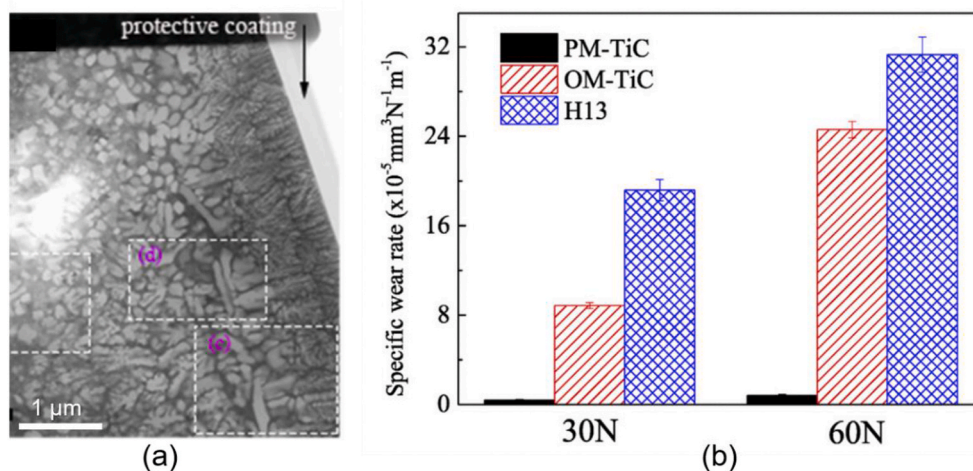 protective coating
(d)
(e)
1 μm
(a)
Specific wear rate (x10⁻⁵mm³N⁻¹m⁻¹)
32
24
16
8
0
PM-TiC
OM-TiC
H13
30N
60N
(b)